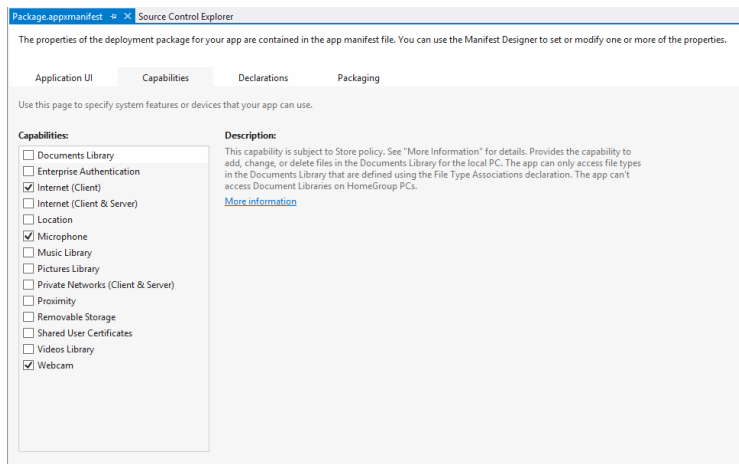 Package.appxmanifest Source Control Explorer
The properties of the deployment package for your app are contained in the app manifest file. You can use the Manifest Designer to set or modify one or more of the properties.
Application UI Capabilities Declarations Packaging
Use this page to specify system features or devices that your app can use.
Capabilities:
Documents Library
Enterprise Authentication
Internet (Client)
Internet (Client & Server)
Location
Microphone
Music Library
Pictures Library
Private Networks (Client & Server)
Proximity
Removable Storage
Shared User Certificates
Videos Library
Webcam
Description:
This capability is subject to Store policy. See "More Information" for details. Provides the capability to
add, change, or delete files in the Documents Library for the local PC. The app can only access file types
in the Documents Library that are defined using the File Type Associations declaration. The app can't
access Document Libraries on HomeGroup PCs.
More information